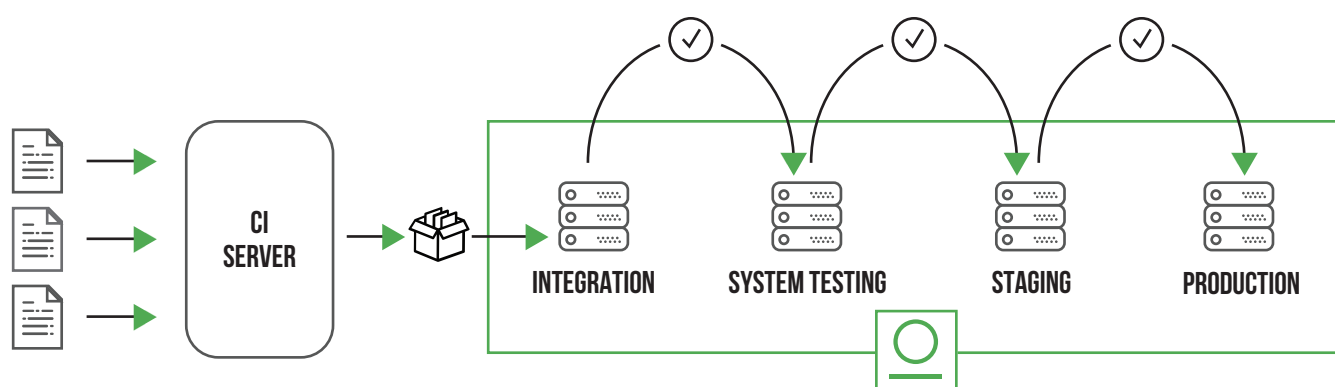 CI
SERVER
INTEGRATION
SYSTEM TESTING
STAGING
PRODUCTION